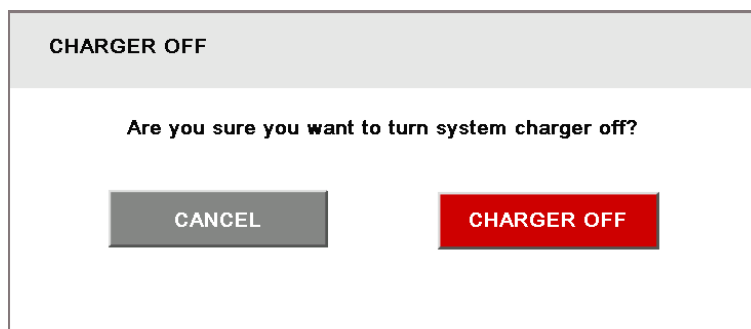 CHARGER OFF
Are you sure you want to turn system charger off?
CANCEL
CHARGER OFF